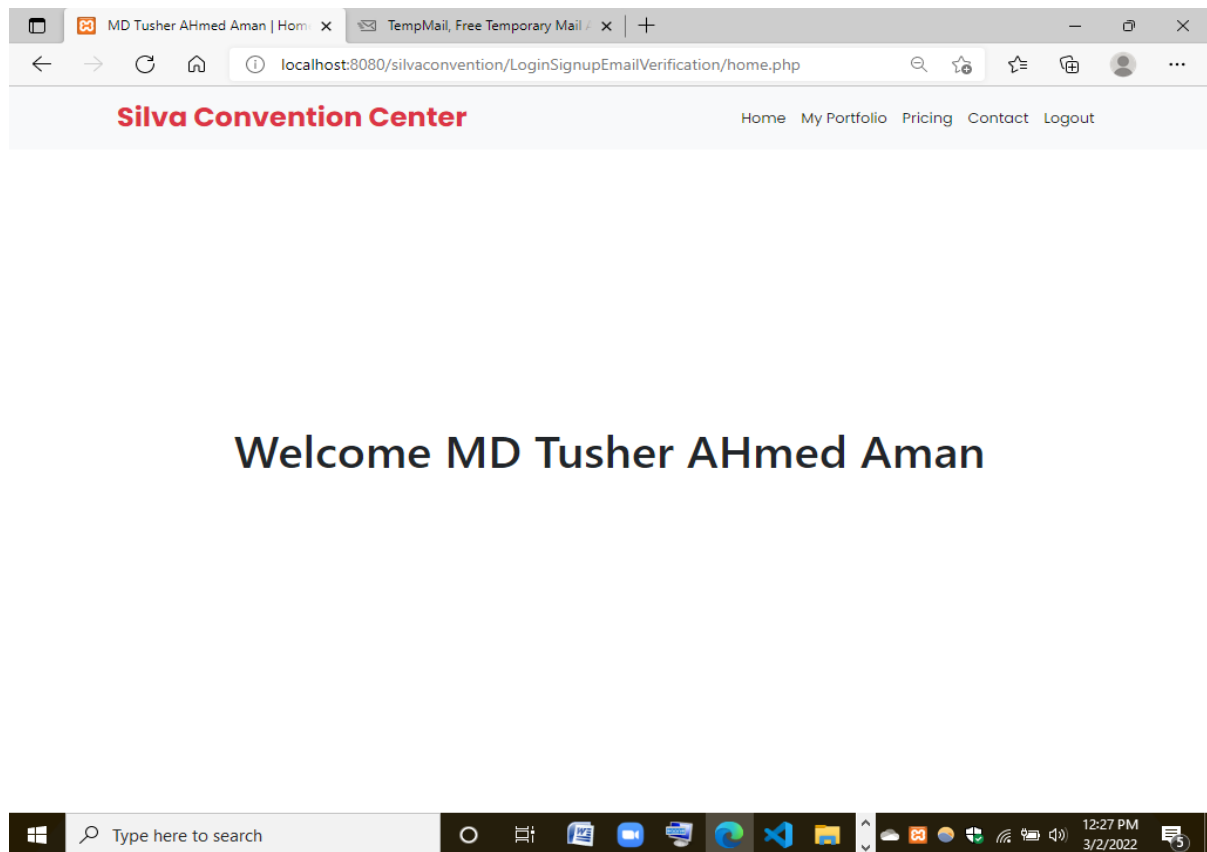 MD Tusher AHmed Aman | Hom
TempMail, Free Temporary Mail A
localhost:8080/silvaconvention/LoginSignupEmailVerification/home.php
Silva Convention Center
Home My Portfolio Pricing Contact Logout
Welcome MD Tusher AHmed Aman
Type here to search
12:27 PM
3/2/2022
5